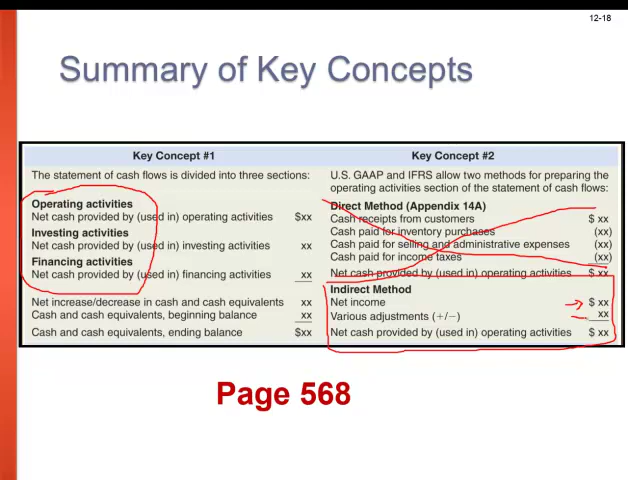 12-18
Summary of Key Concepts
Key Concept #1
The statement of cash flows is divided into three sections:
Operating activities
Net cash provided by (used in) operating activities $xx
Investing activities
Net cash provided by (used in) investing activities xx
Financing activities
Net cash provided by (used in) financing activities xx
Net increase/decrease in cash and cash equivalents xx
Cash and cash equivalents, beginning balance xx
Cash and cash equivalents, ending balance $xx
Key Concept #2
U.S. GAAP and IFRS allow two methods for preparing the
operating activities section of the statement of cash flows:
Direct Method (Appendix 14A)
Cash receipts from customers $ xx
Cash paid for inventory purchases (xx)
Cash paid for selling and administrative expenses (xx)
Cash paid for income taxes (xx)
Net cash provided by (used in) operating activities $ xx
Indirect Method
Net income $ xx
Various adjustments (+/−) xx
Net cash provided by (used in) operating activities $ xx
Page 568